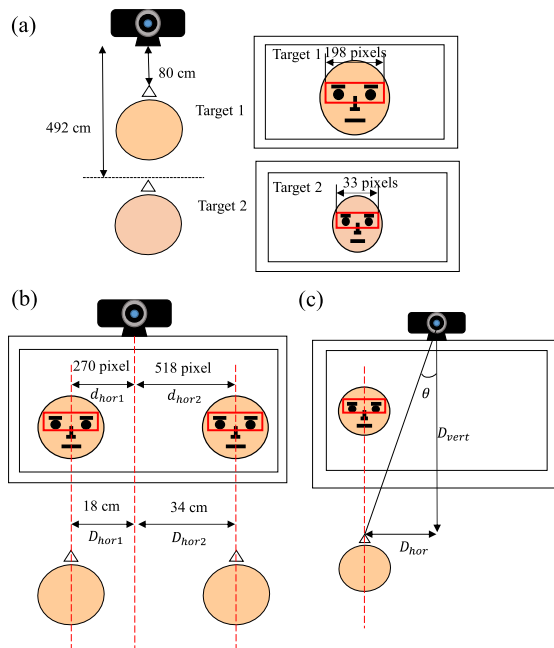 (a)
80 cm
492 cm
Target 1
Target 2
Target 1
198 pixels
Target 2
33 pixels
(b)
270 pixel
518 pixel
d_hor1
d_hor2
18 cm
34 cm
D_hor1
D_hor2
(c)
θ
D_vert
D_hor